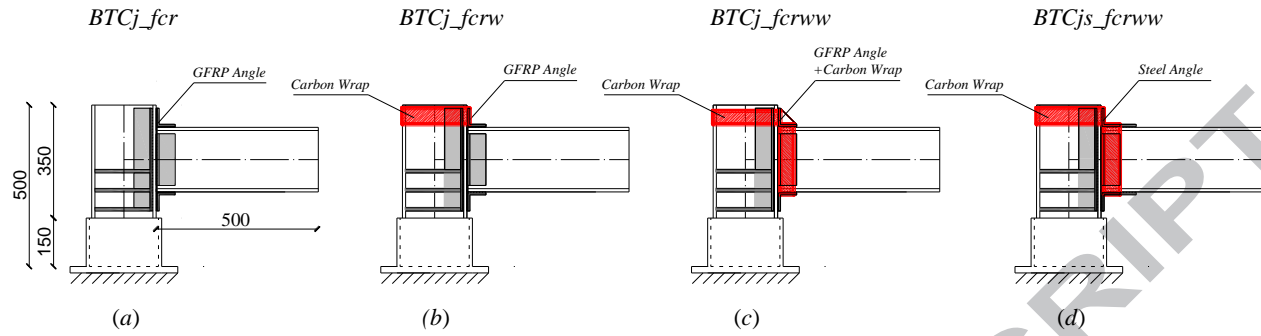 BTCj_fcr
BTCj_fcrw
BTCj_fcrww
BTCjs_fcrww
GFRP Angle
Carbon Wrap
GFRP Angle
Carbon Wrap
GFRP Angle
+Carbon Wrap
Carbon Wrap
Steel Angle
500
350
150
500
(a)
(b)
(c)
(d)
RIPT